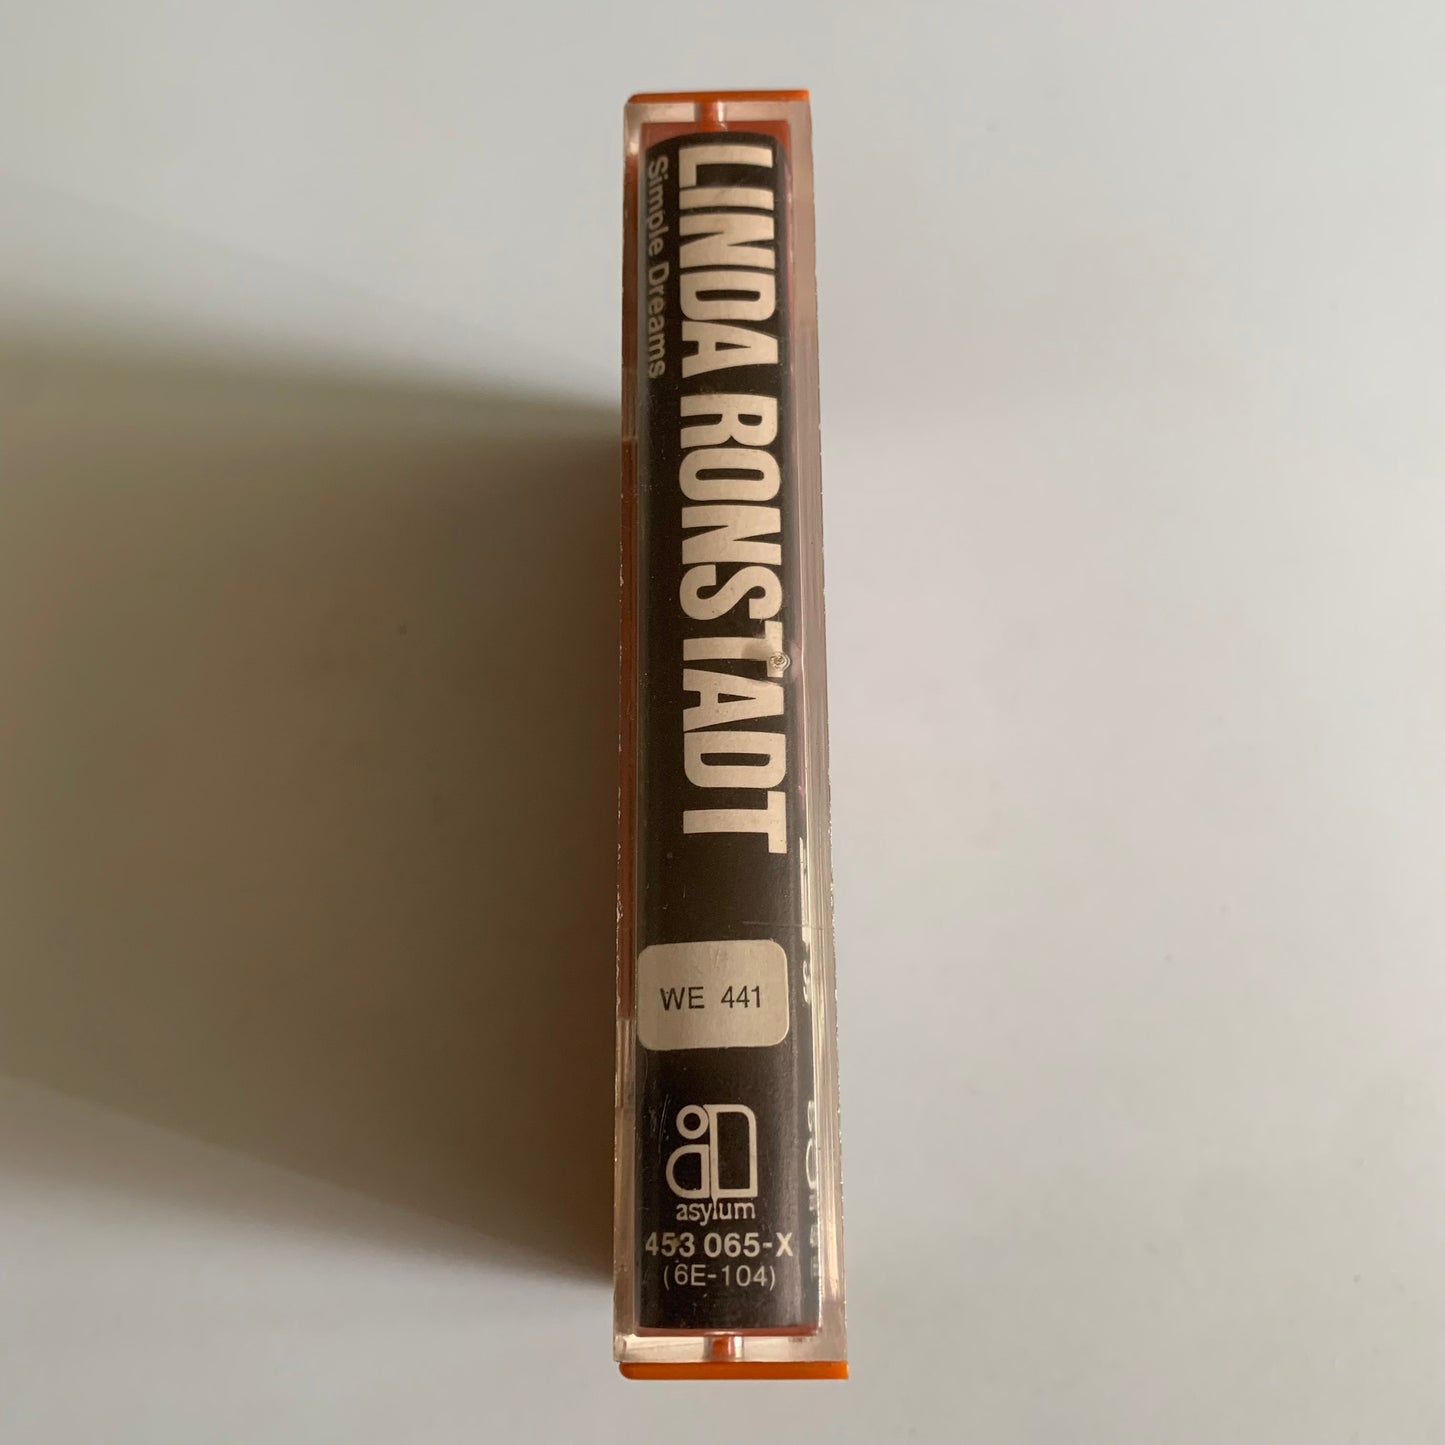 LINDA RONSTADT
Simple Dreams
WE 441
asylum
453 065-X
(6E-104)